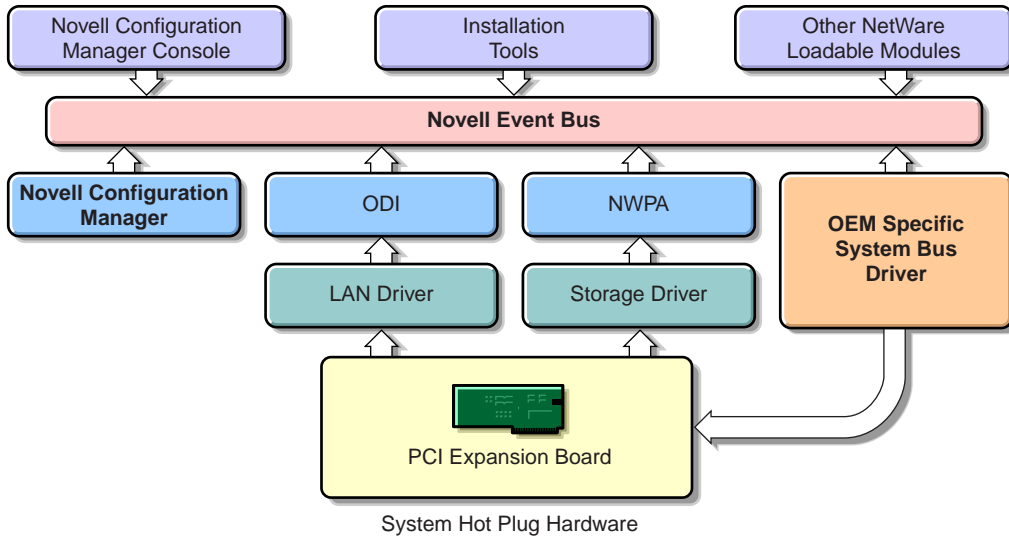 Novell Configuration
Manager Console
Installation
Tools
Other NetWare
Loadable Modules
Novell Event Bus
Novell Configuration
Manager
ODI
NWPA
OEM Specific
System Bus
Driver
LAN Driver
Storage Driver
PCI Expansion Board
System Hot Plug Hardware